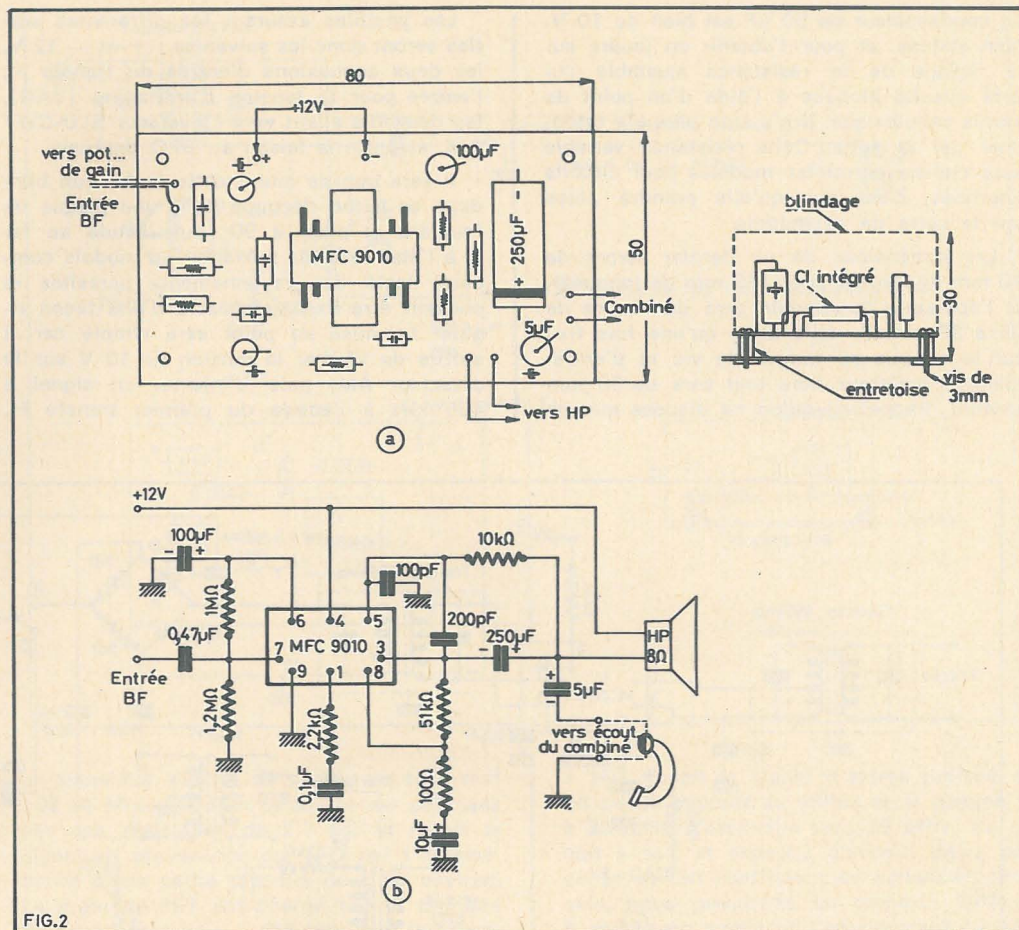 80
+12V
+
-
vers pot...
de gain
Entrée
BF
100µF
MFC 9010
+ 250µF -
50
Combiné
5µF
vers HP
a
blindage
CI intégré
30
entretoise
vis de
3mm
+12V
100µF
- +
1MΩ
0,47µF
Entrée
BF
1,2MΩ
6 4 5
7 MFC 9010 3
9 1 8
100pF
10kΩ
200pF
250µF
- +
HP
8Ω
5µF
+
-
51kΩ
2,2kΩ
0,1µF
100Ω
10µF
+
-
vers écout
du combiné
b
FIG.2